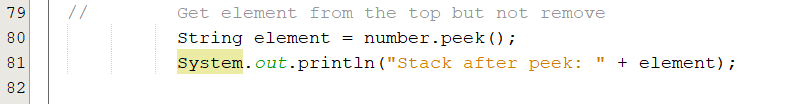 79 // Get element from the top but not remove
80 String element = number.peek();
81 System.out.println("Stack after peek: " + element);
82